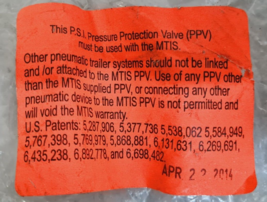 This P.S.I. Pressure Protection Valve (PPV)
must be used with the MTIS.
Other pneumatic trailer systems should not be linked
and /or attached to the MTIS PPV. Use of any PPV other
than the MTIS supplied PPV, or connecting any other
pneumatic device to the MTIS PPV is not permitted and
will void the MTIS warranty.
U.S. Patents: 5,287,906, 5,377,736 5,538,062 5,584,949,
5,767,398, 5,769,979, 5,868,881, 6,131,631, 6,269,691,
6,435,238, 6,892,778, and 6,698,482.
APR 22 2014